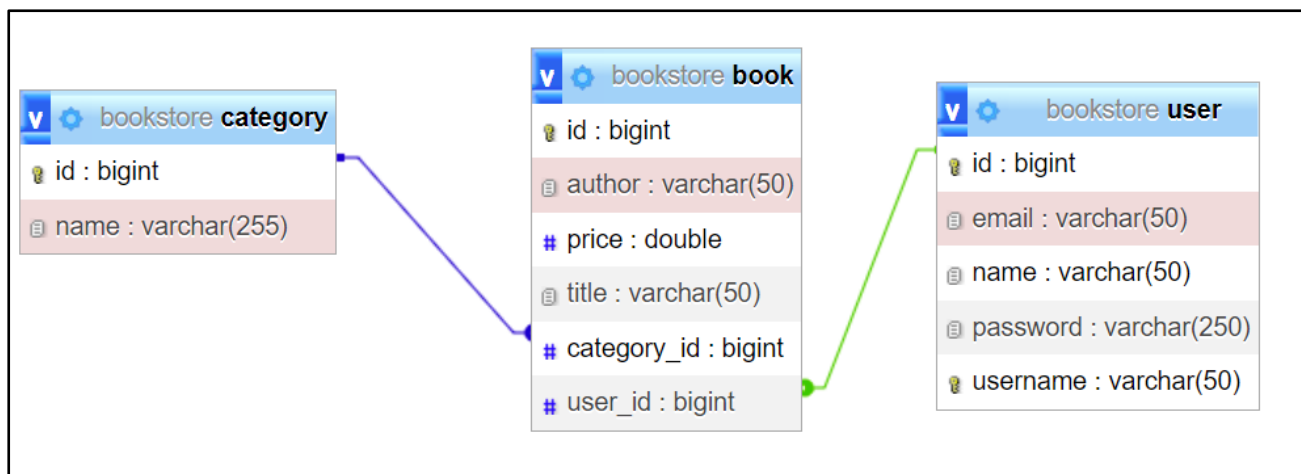 v bookstore category
id : bigint
name : varchar(255)
v bookstore book
id : bigint
author : varchar(50)
# price : double
title : varchar(50)
# category_id : bigint
# user_id : bigint
v bookstore user
id : bigint
email : varchar(50)
name : varchar(50)
password : varchar(250)
username : varchar(50)